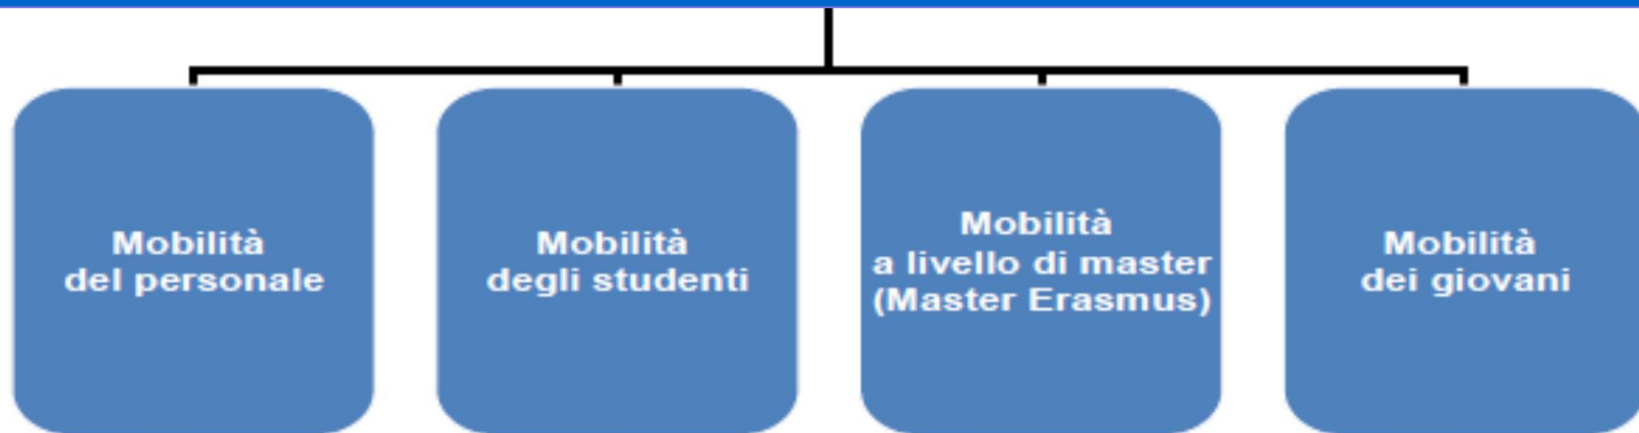 Mobilità
del personale
Mobilità
degli studenti
Mobilità
a livello di master
(Master Erasmus)
Mobilità
dei giovani